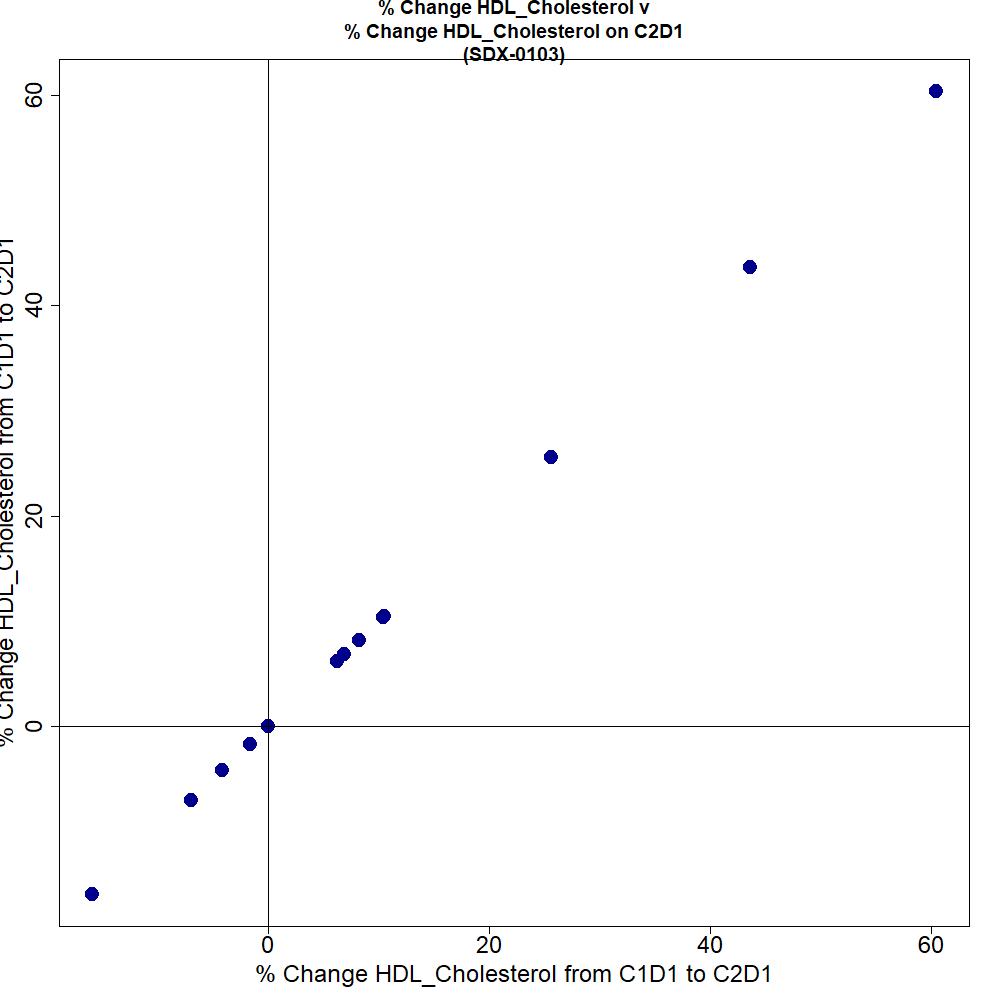 % Change HDL_Cholesterol v
% Change HDL_Cholesterol on C2D1
(SDX-0103)
% Change HDL_Cholesterol from C1D1 to C2D1
60
40
20
0
0
20
40
60
% Change HDL_Cholesterol from C1D1 to C2D1